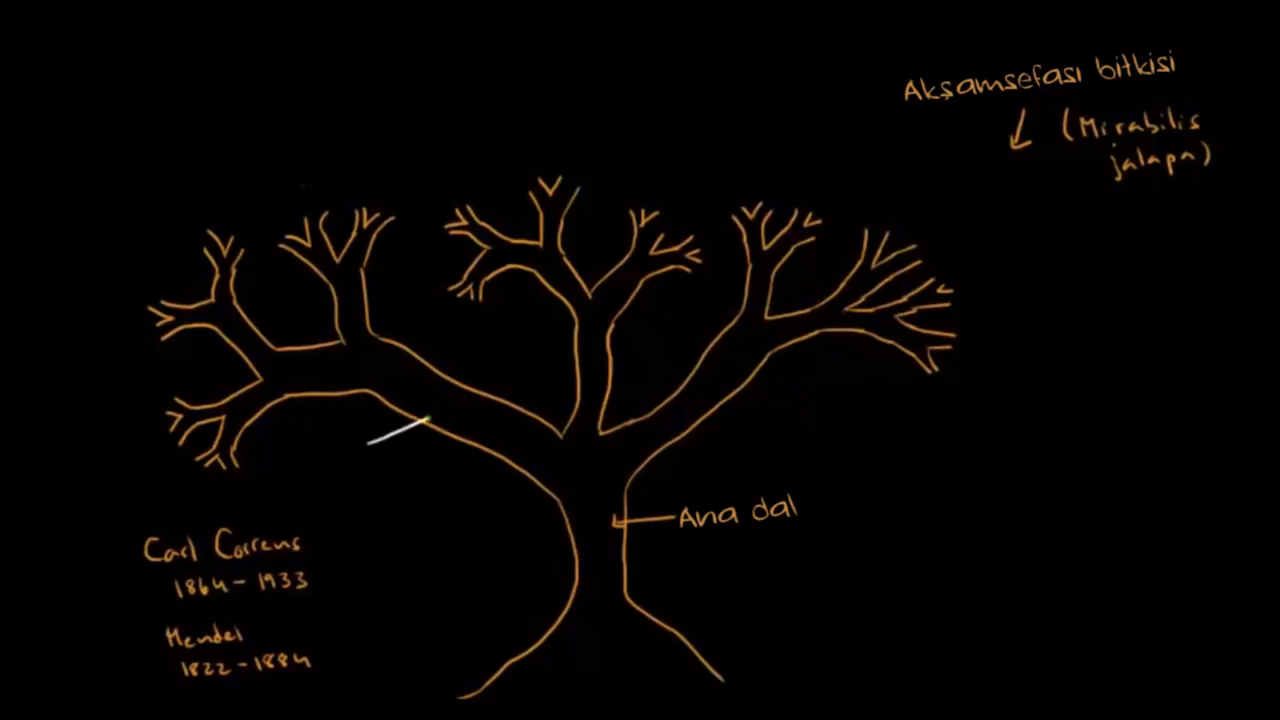 Akşamsefası bitkisi
(Mirabilis
jalapa)
Ana dal
Carl Correns
1864 - 1933
Mendel
1822 - 1884